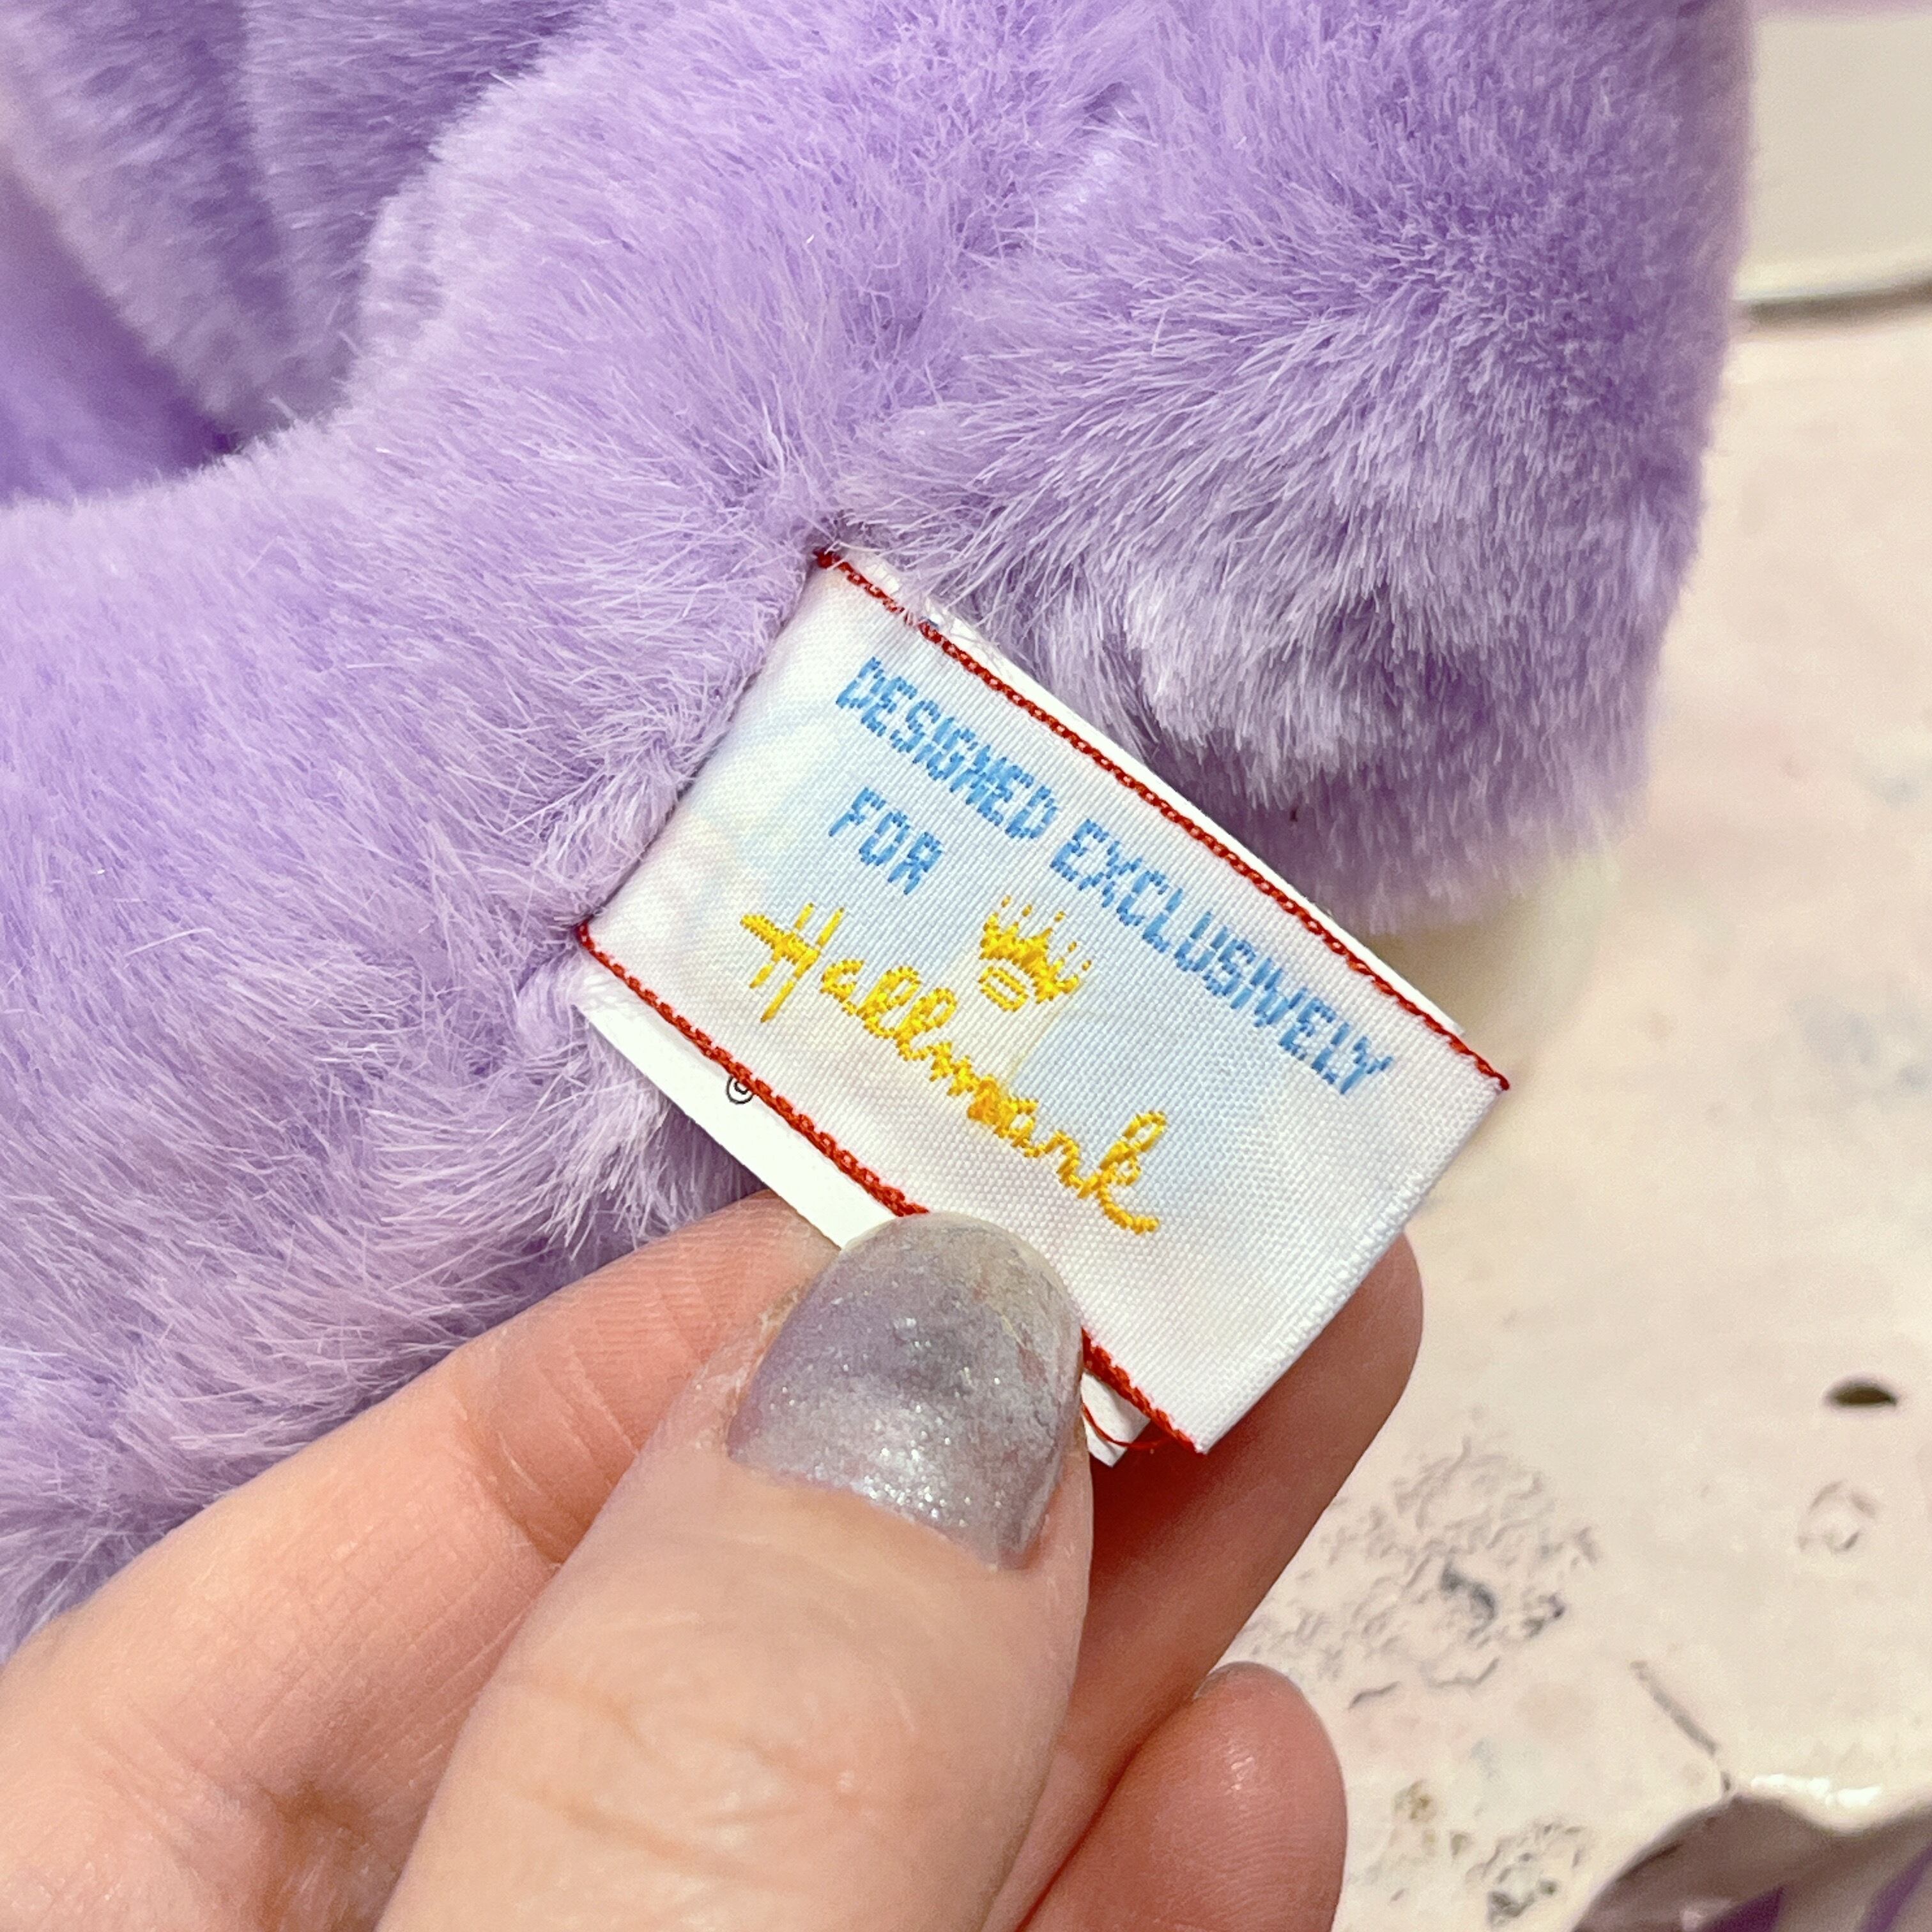 DESIGNED EXCLUSIVELY
FOR
Hallmark
©